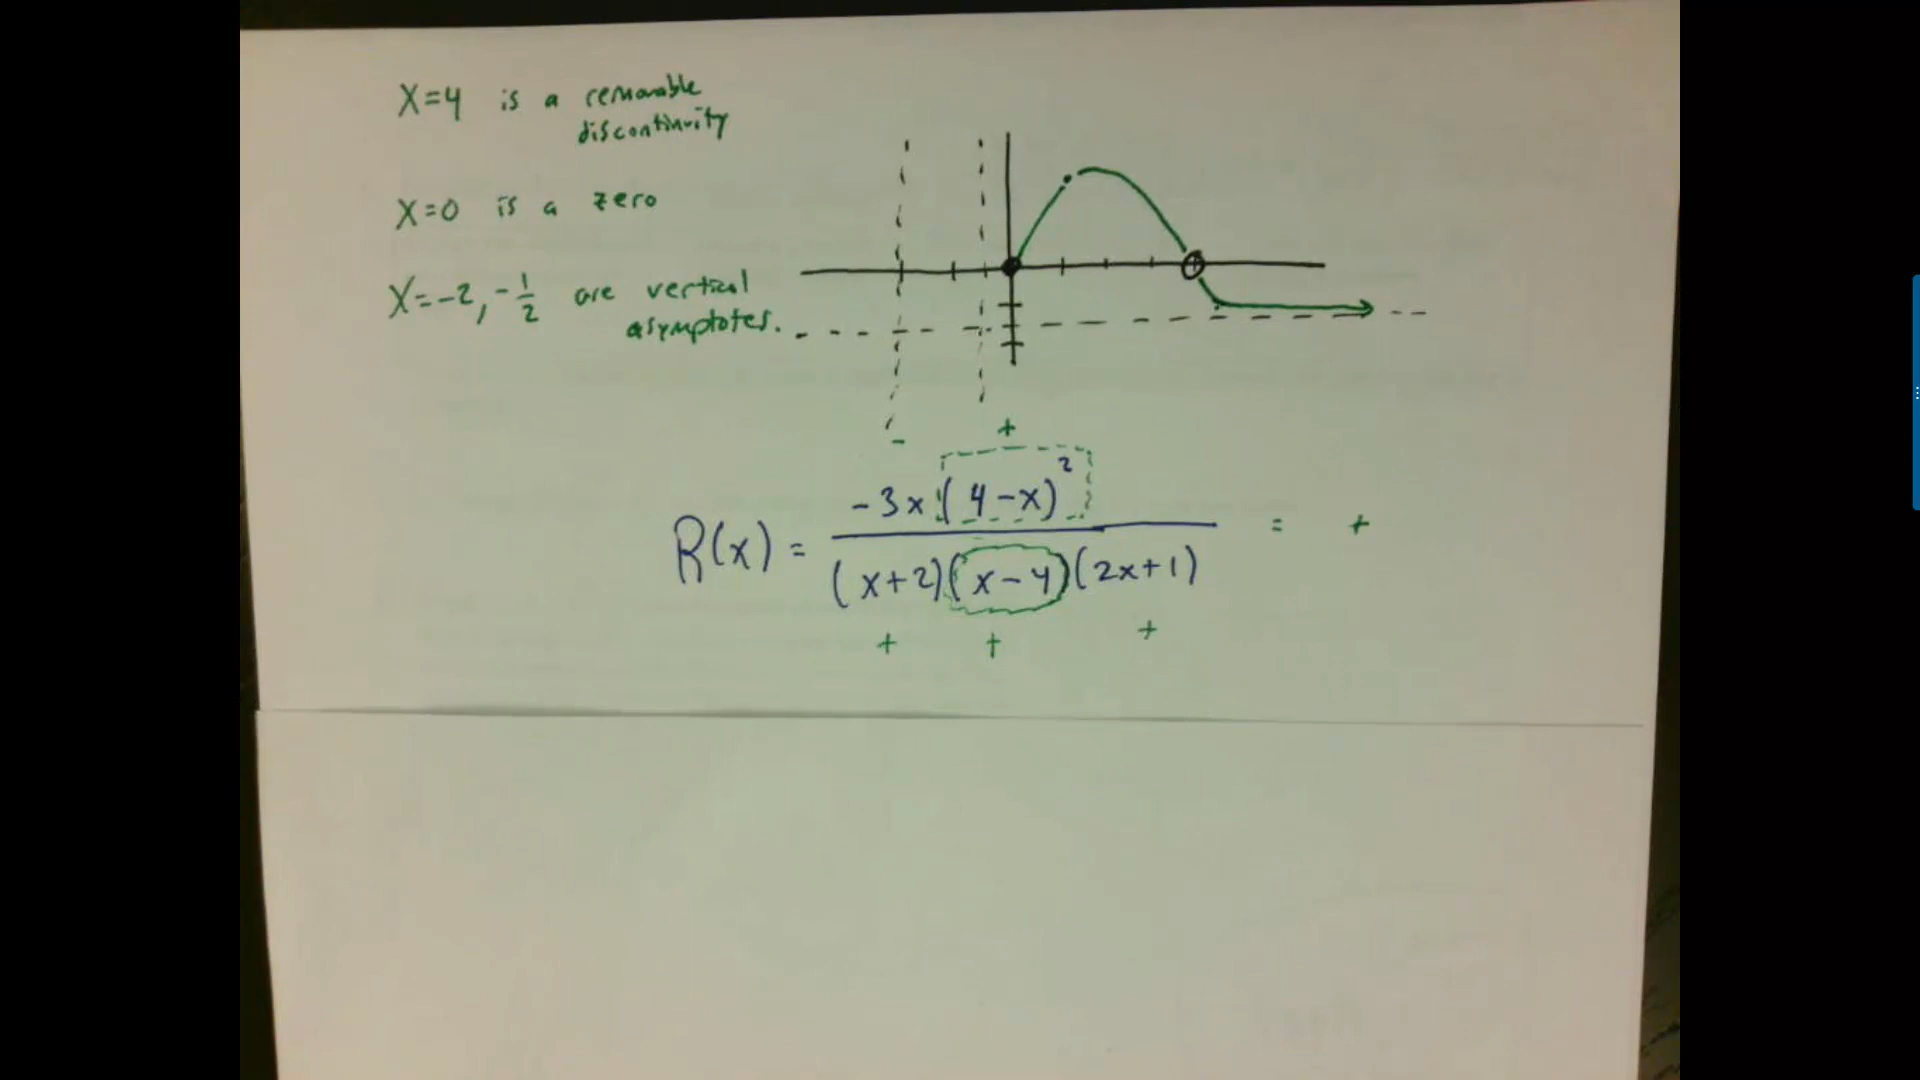 X=4 is a removable
discontinuity
X=0 is a zero
X=-2, -1/2 are vertical
asymptotes.
- +
R(x) = -3x(4-x)² / (x+2)(x-4)(2x+1) = +
+ + +